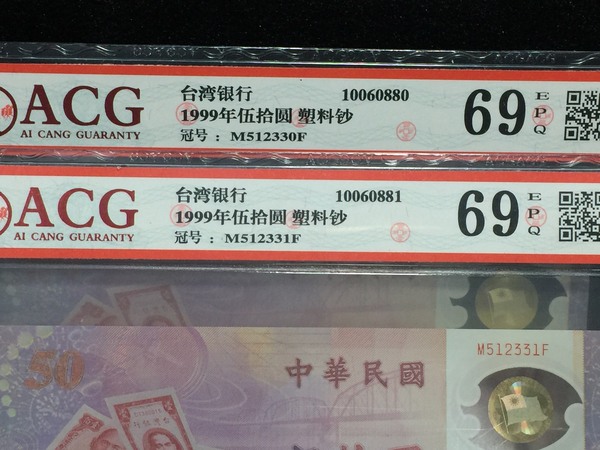 ACG
AI CANG GUARANTY
台湾银行 10060880
1999年伍拾圆 塑料钞
冠号 : M512330F
69 EPQ
ACG
AI CANG GUARANTY
台湾银行 10060881
1999年伍拾圆 塑料钞
冠号 : M512331F
69 EPQ
50
中華民國
M512331F